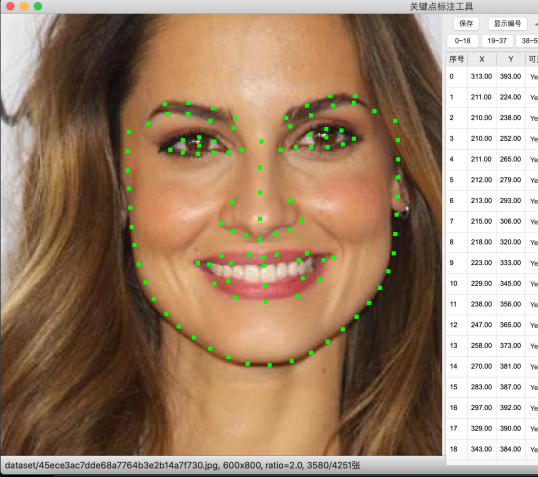 关键点标注工具
保存 显示编号
0~18 19~37
序号 X Y
0 313.00 393.00 Ye
1 211.00 224.00 Ye
2 210.00 238.00 Ye
3 210.00 252.00 Ye
4 211.00 265.00 Ye
5 212.00 279.00 Ye
6 213.00 293.00 Ye
7 215.00 306.00 Ye
8 218.00 320.00 Ye
9 223.00 333.00 Ye
10 229.00 345.00 Ye
11 238.00 356.00 Ye
12 247.00 365.00 Ye
13 258.00 373.00 Ye
14 270.00 381.00 Ye
15 283.00 387.00 Ye
16 297.00 392.00 Ye
17 329.00 390.00 Ye
18 343.00 384.00 Ye
dataset/45ece3ac7dde68a7764b3e2b14a7f730.jpg, 600x800, ratio=2.0, 3580/4251张